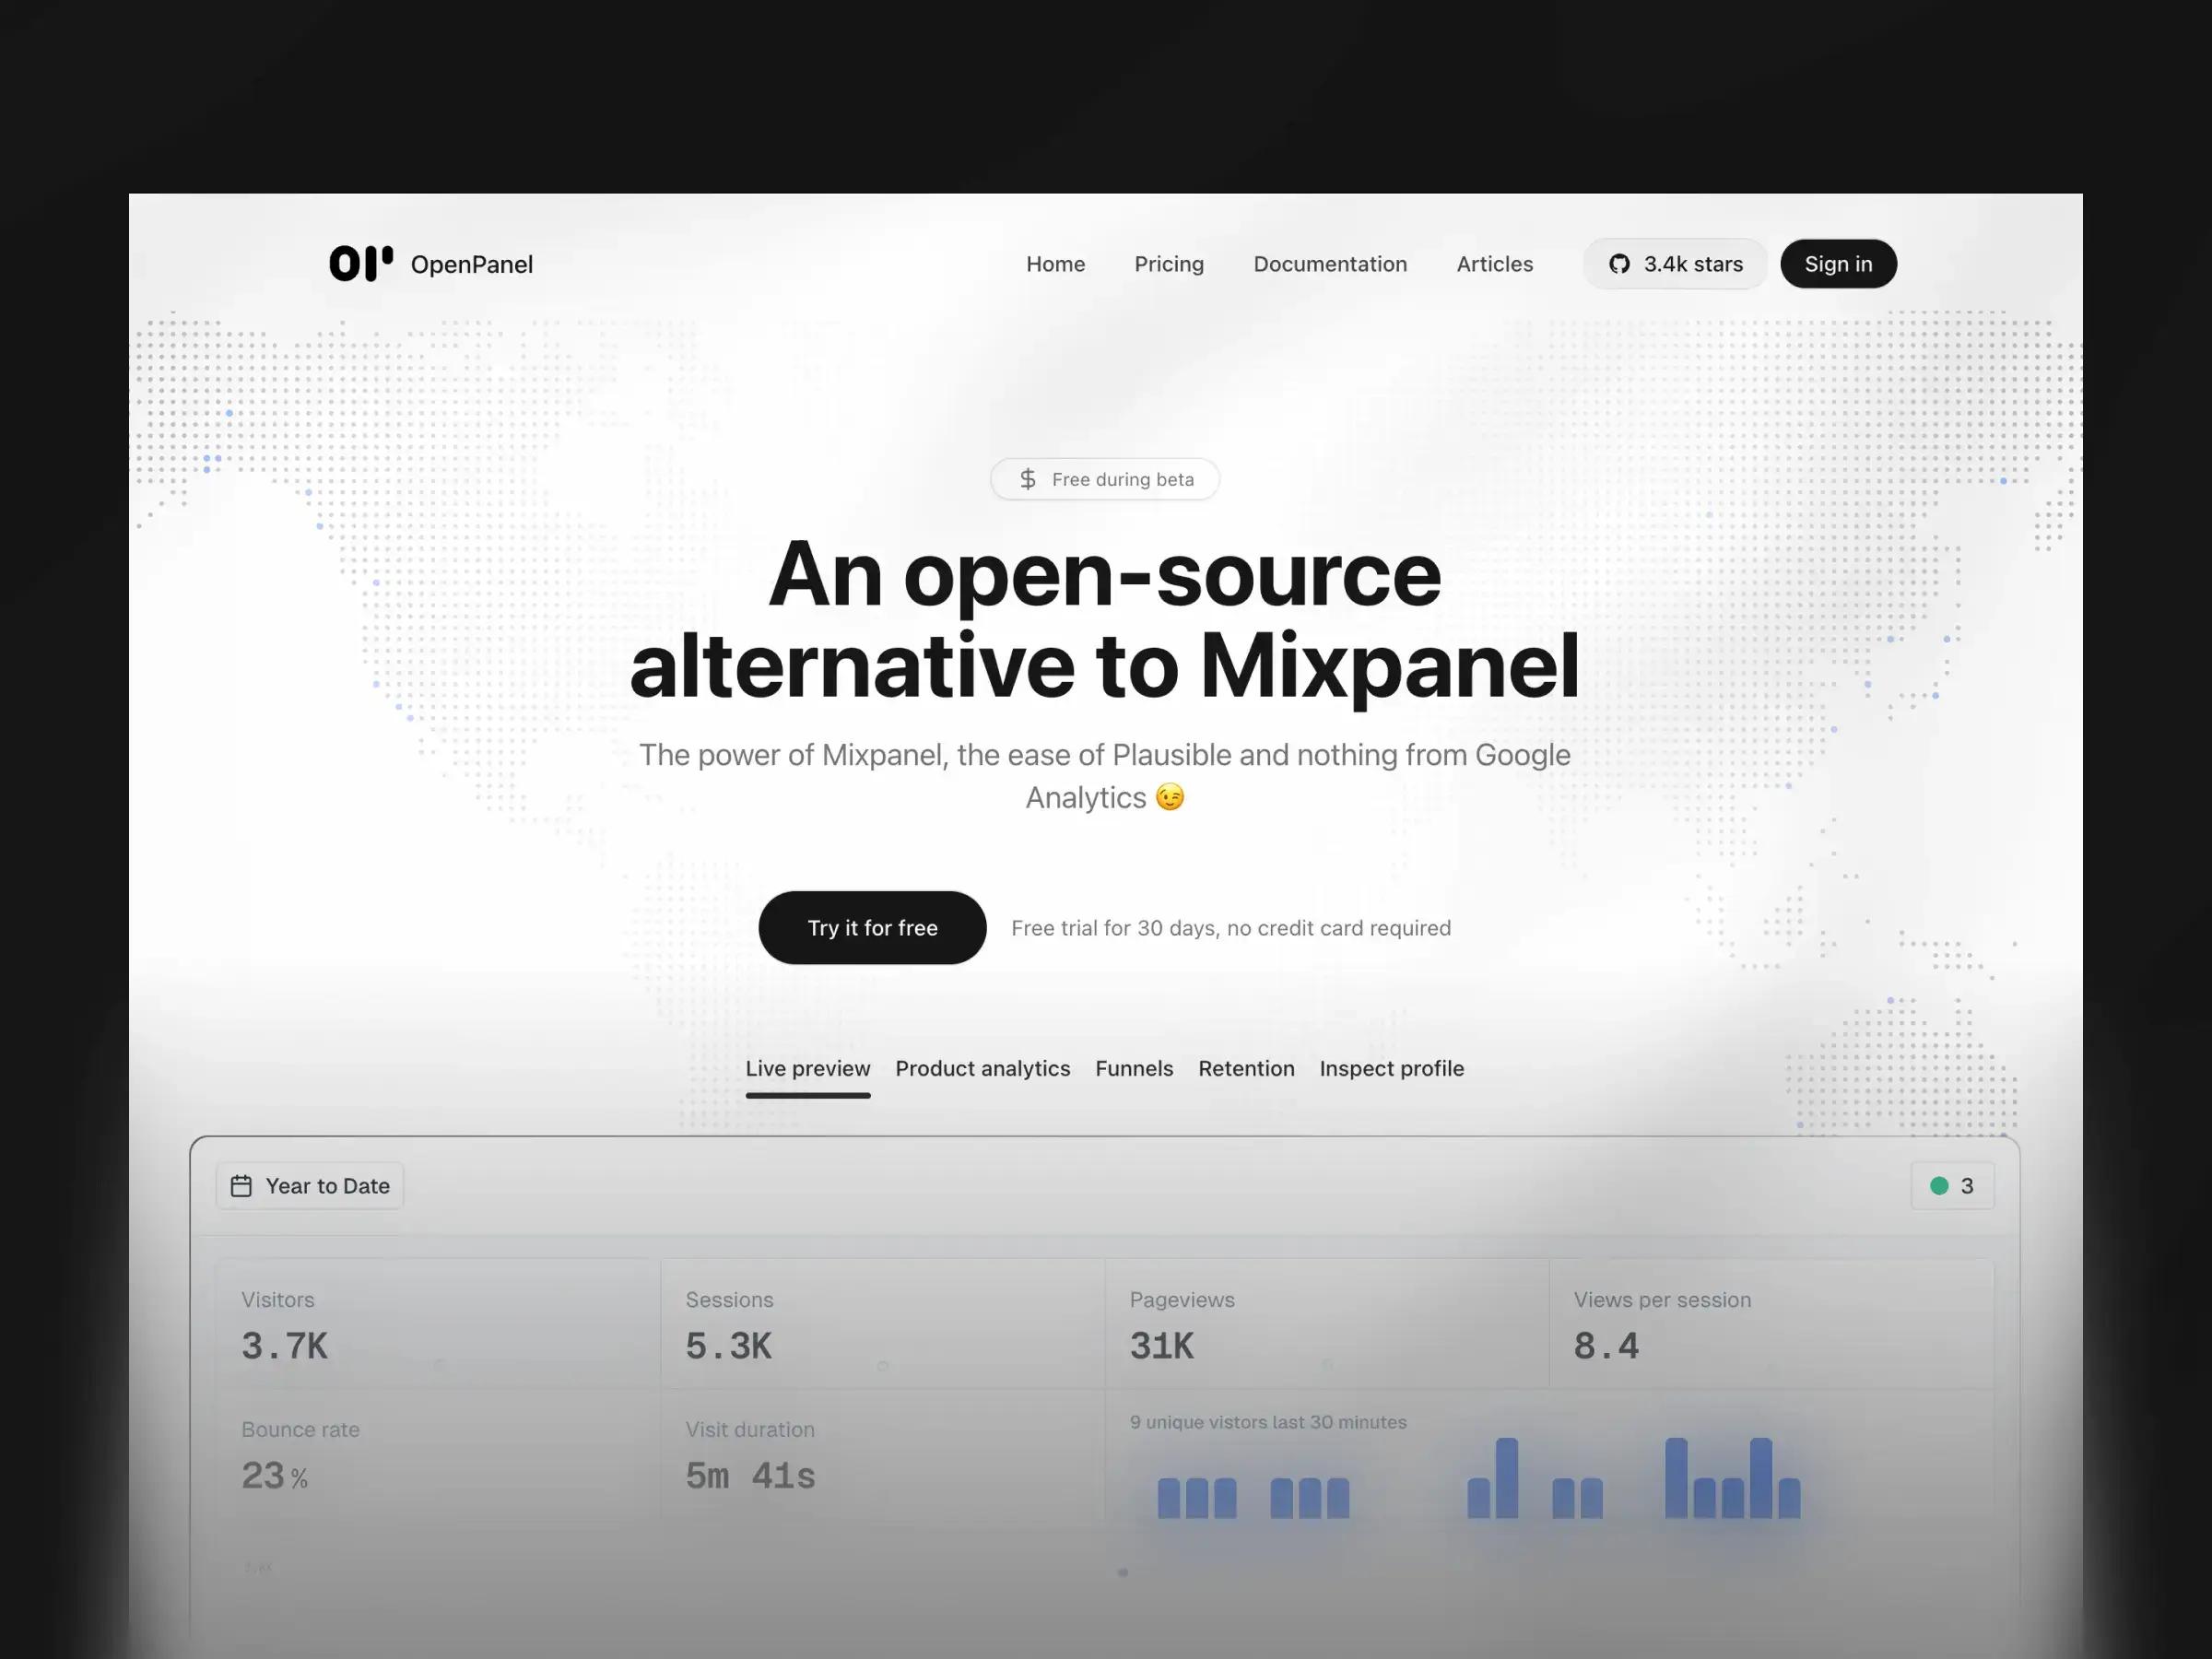 OpenPanel
Home
Pricing
Documentation
Articles
3.4k stars
Sign in
Free during beta
An open-source
alternative to Mixpanel
The power of Mixpanel, the ease of Plausible and nothing from Google
Analytics 😉
Try it for free
Free trial for 30 days, no credit card required
Live preview
Product analytics
Funnels
Retention
Inspect profile
Year to Date
3
Visitors
3.7K
Sessions
5.3K
Pageviews
31K
Views per session
8.4
Bounce rate
23%
Visit duration
5m 41s
9 unique vistors last 30 minutes